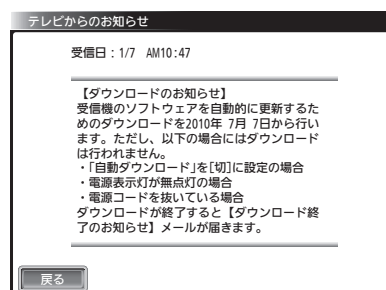 テレビからのお知らせ
受信日：1/7 AM10:47
【ダウンロードのお知らせ】
受信機のソフトウェアを自動的に更新するた
めのダウンロードを2010年 7月 7日から行い
ます。ただし、以下の場合にはダウンロード
は行われません。
・「自動ダウンロード」を[切]に設定の場合
・電源表示灯が無点灯の場合
・電源コードを抜いている場合
ダウンロードが終了すると【ダウンロード終
了のお知らせ】メールが届きます。
戻る